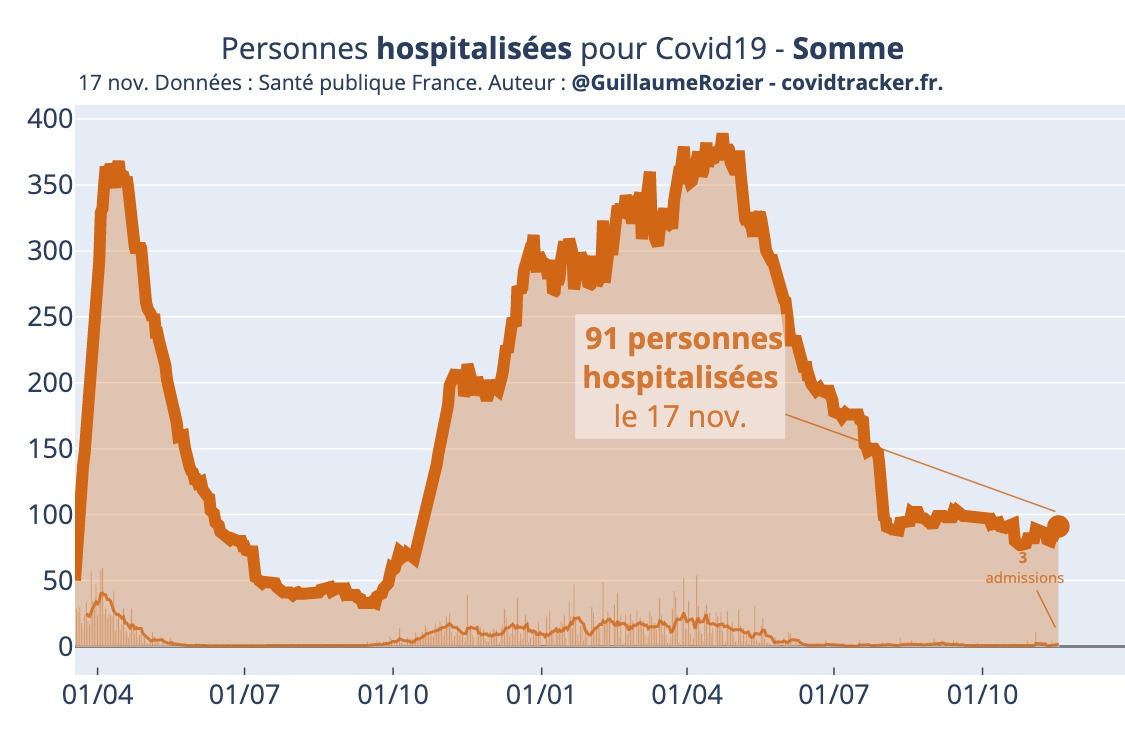 Personnes hospitalisées pour Covid19 - Somme
17 nov. Données : Santé publique France. Auteur : @GuillaumeRozier - covidtracker.fr.
400
350
300
250
200
150
100
50
0
91 personnes
hospitalisées
le 17 nov.
3
admissions
01/04 01/07 01/10 01/01 01/04 01/07 01/10